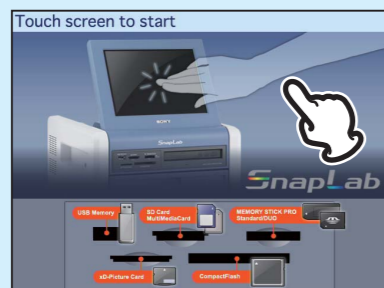 Touch screen to start
SONY
SnapLab
SnapLab
USB Memory
SD Card
MultiMediaCard
MEMORY STICK PRO
Standard/DUO
xD-Picture Card
CompactFlash